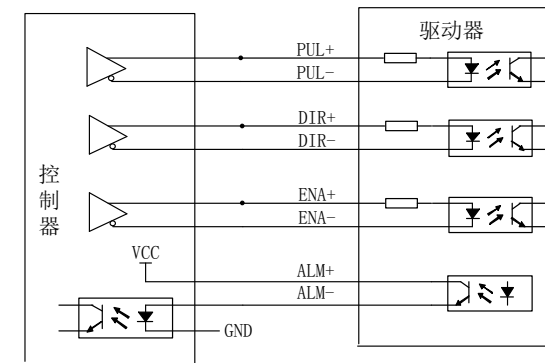 驱动器
PUL+
PUL-
DIR+
DIR-
控制器
ENA+
ENA-
VCC
ALM+
ALM-
GND